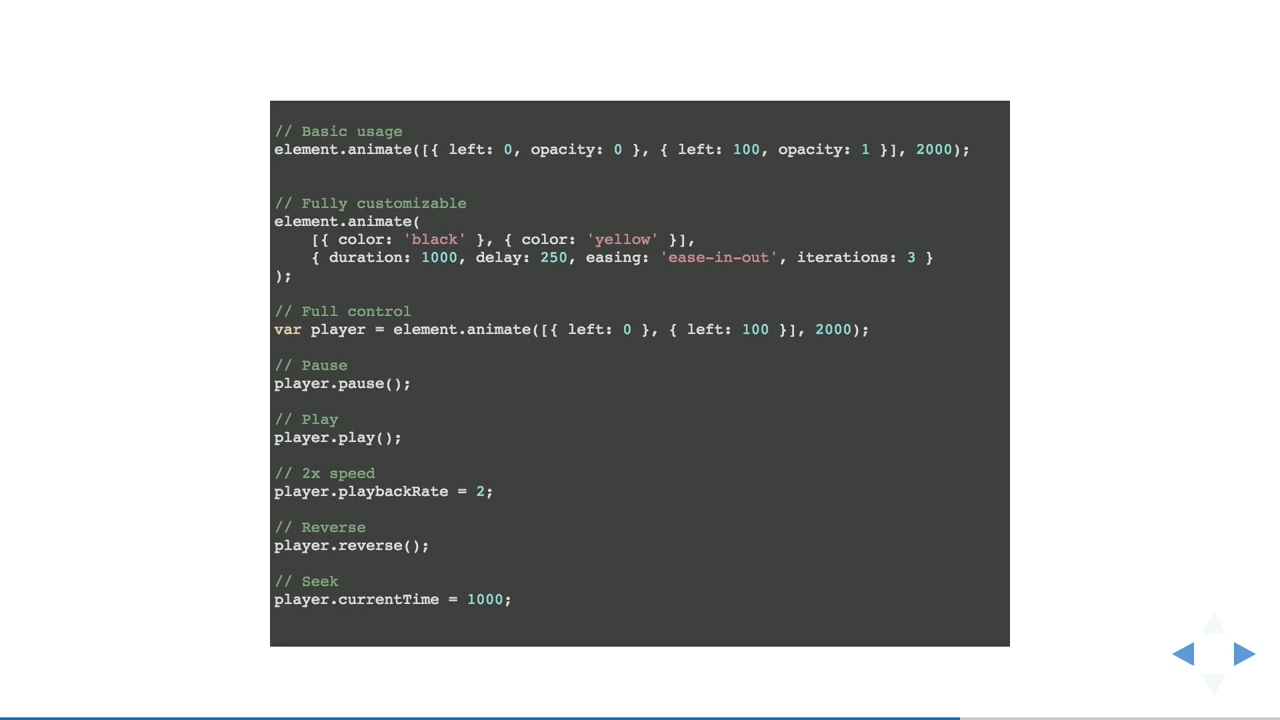 // Basic usage
element.animate([{ left: 0, opacity: 0 }, { left: 100, opacity: 1 }], 2000);
// Fully customizable
element.animate(
    [{ color: 'black' }, { color: 'yellow' }],
    { duration: 1000, delay: 250, easing: 'ease-in-out', iterations: 3 }
);
// Full control
var player = element.animate([{ left: 0 }, { left: 100 }], 2000);
// Pause
player.pause();
// Play
player.play();
// 2x speed
player.playbackRate = 2;
// Reverse
player.reverse();
// Seek
player.currentTime = 1000;